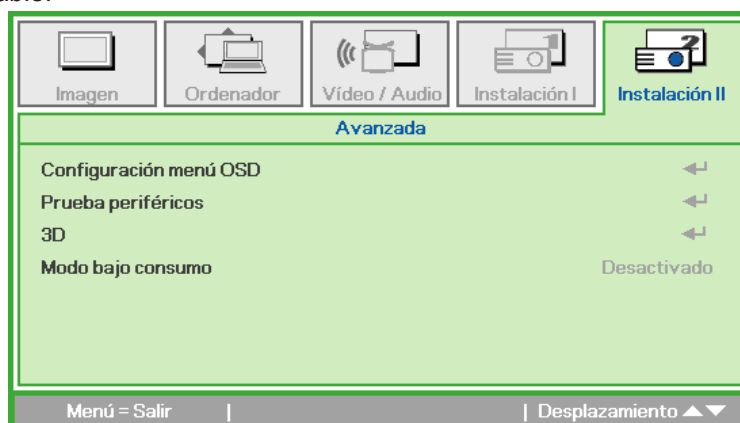 Imagen Ordenador Vídeo / Audio Instalación I Instalación II
Avanzada
Configuración menú OSD
Prueba periféricos
3D
Modo bajo consumo Desactivado
Menú = Salir | | Desplazamiento ▲▼